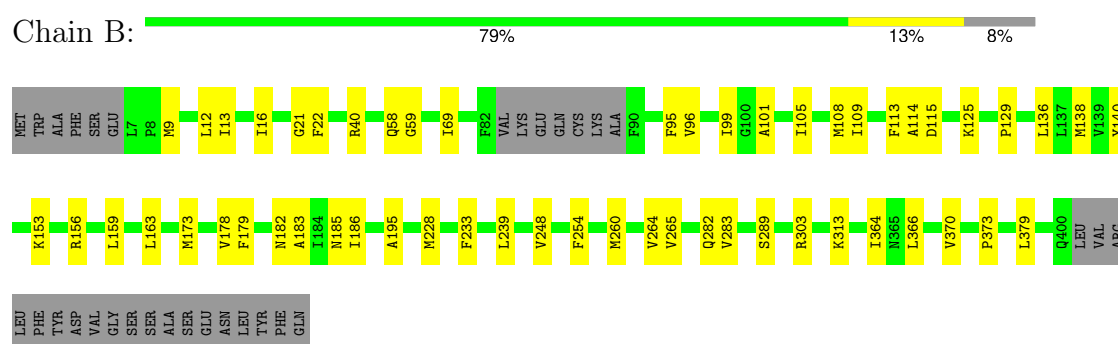 Chain B:
79% 13% 8%
MET TRP ALA PHE SER GLU L7 P8 M9 L12 I13 I16 G21 F22 R40 Q58 G59 I69 F82 VAL LYS GLU GLN CYS LYS ALA F90 F95 V96 I99 G100 A101 I105 M108 I109 F113 A114 D115 K125 P129 L136 L137 M138 V139 Y140
K153 R156 L159 L163 M173 V178 F179 N182 A183 I184 N185 I186 A195 M228 F233 L239 V248 F254 M260 V264 V265 Q282 V283 S289 R303 K313 I364 N365 L366 V370 P373 L379 Q400 LEU VAL ARG
LEU PHE TYR ASP VAL GLY SER SER ALA SER GLU ASN LEU TYR PHE GLN